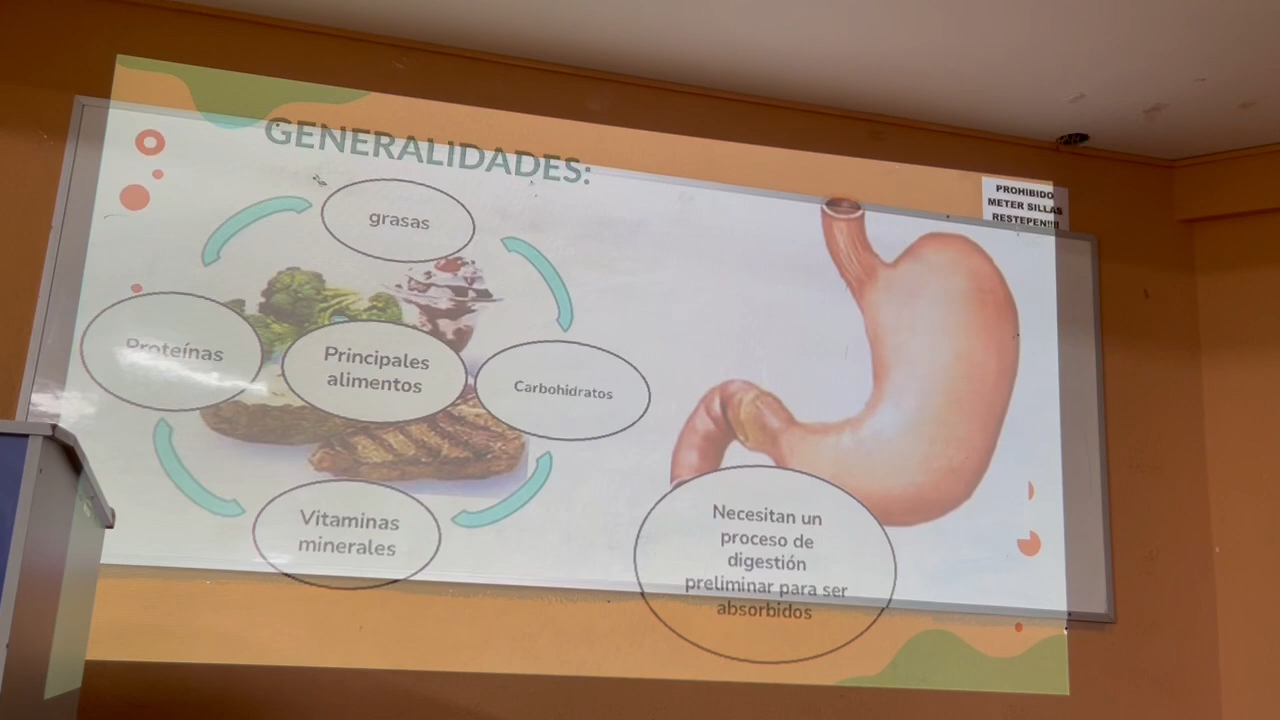 GENERALIDADES:
grasas
Proteínas
Principales
alimentos
Carbohidratos
Vitaminas
minerales
Necesitan un
proceso de
digestión
preliminar para ser
absorbidos
PROHIBIDO
METER SILLAS
RESTEPEN!!!!